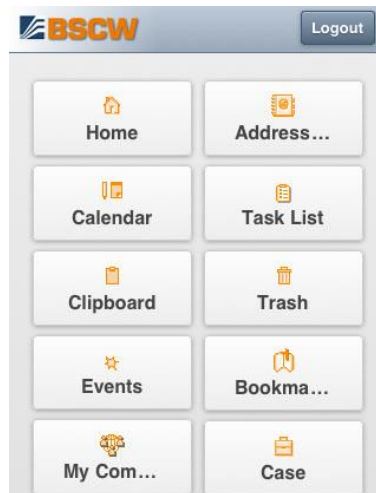 BSCW
Logout
Home
Address...
Calendar
Task List
Clipboard
Trash
Events
Bookma...
My Com...
Case